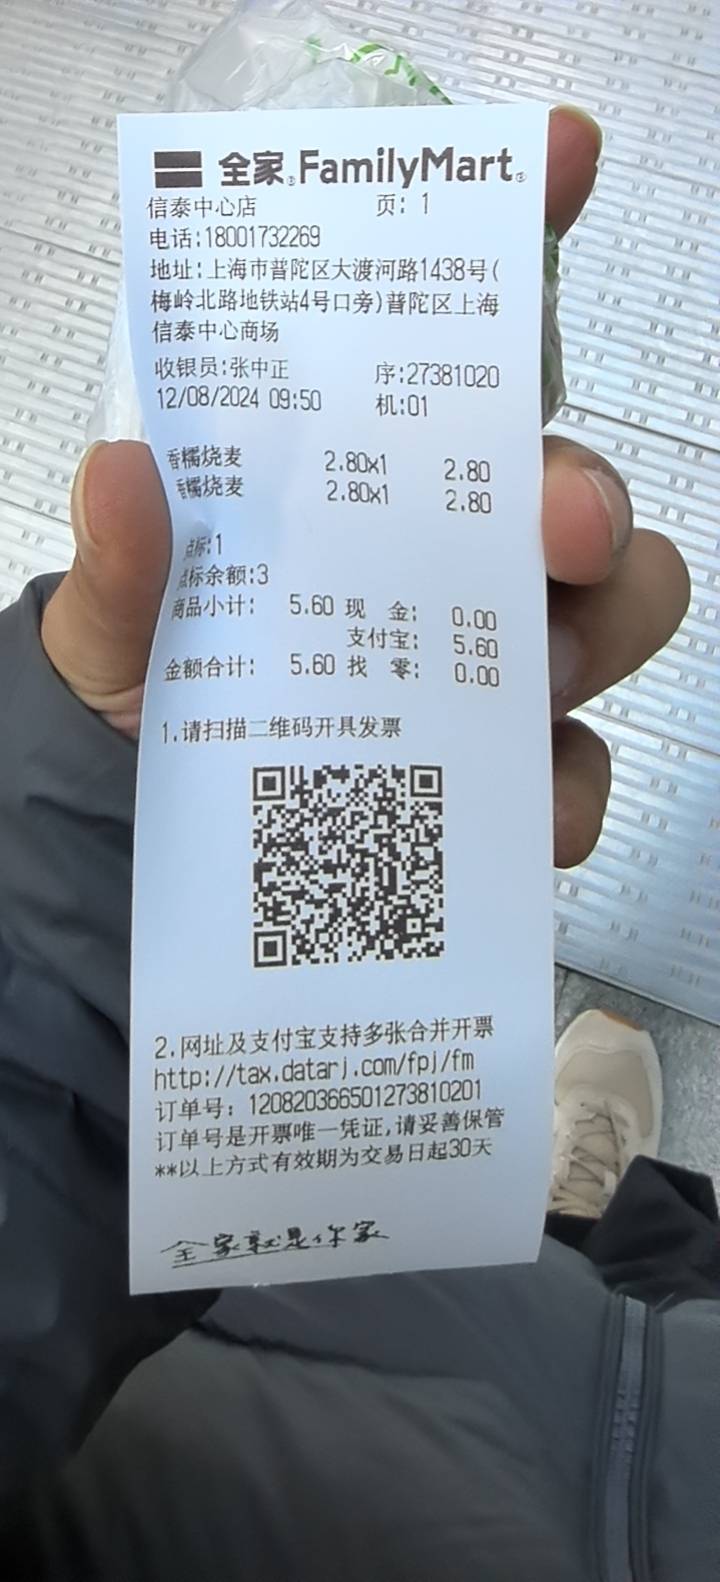 全家 FamilyMart
信泰中心店 页: 1
电话:18001732269
地址:上海市普陀区大渡河路1438号(
梅岭北路地铁站4号口旁)普陀区上海
信泰中心商场
收银员:张中正 序:27381020
12/08/2024 09:50 机:01
香糯烧麦 2.80x1 2.80
香糯烧麦 2.80x1 2.80
点标:1
点标余额:3
商品小计: 5.60 现 金: 0.00
支付宝: 5.60
金额合计: 5.60 找 零: 0.00
1.请扫描二维码开具发票
2.网址及支付宝支持多张合并开票
http://tax.datarj.com/fpj/fm
订单号: 120820366501273810201
订单号是开票唯一凭证,请妥善保管
**以上方式有效期为交易日起30天
全家就是你家